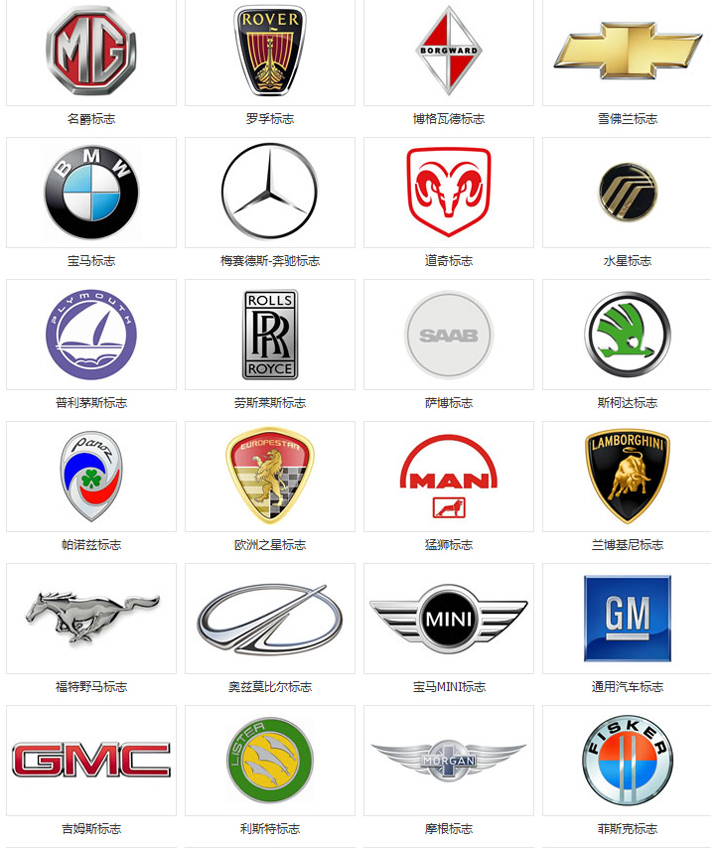 MG
ROVER
BORGWARD
名爵标志
罗孚标志
博格瓦德标志
雪佛兰标志
BMW
宝马标志
梅赛德斯-奔驰标志
道奇标志
水星标志
PLYMOUTH
ROLLS
RR
ROYCE
SAAB
普利茅斯标志
劳斯莱斯标志
萨博标志
斯柯达标志
Panoz
EUROPESTAR
MAN
LAMBORGHINI
帕诺兹标志
欧洲之星标志
猛狮标志
兰博基尼标志
MINI
GM
福特野马标志
奥兹莫比尔标志
宝马MINI标志
通用汽车标志
GMC
LISTER
MORGAN
FISKER
吉姆斯标志
利斯特标志
摩根标志
菲斯克标志